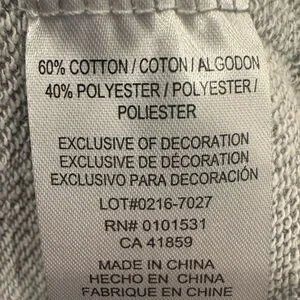 60% COTTON / COTON / ALGODON
40% POLYESTER / POLYESTER /
POLIESTER
EXCLUSIVE OF DECORATION
EXCLUSIVE DE DÉCORATION
EXCLUSIVO PARA DECORACIÓN
LOT#0216-7027
RN# 0101531
CA 41859
MADE IN CHINA
HECHO EN CHINA
FABRIQUE EN CHINE